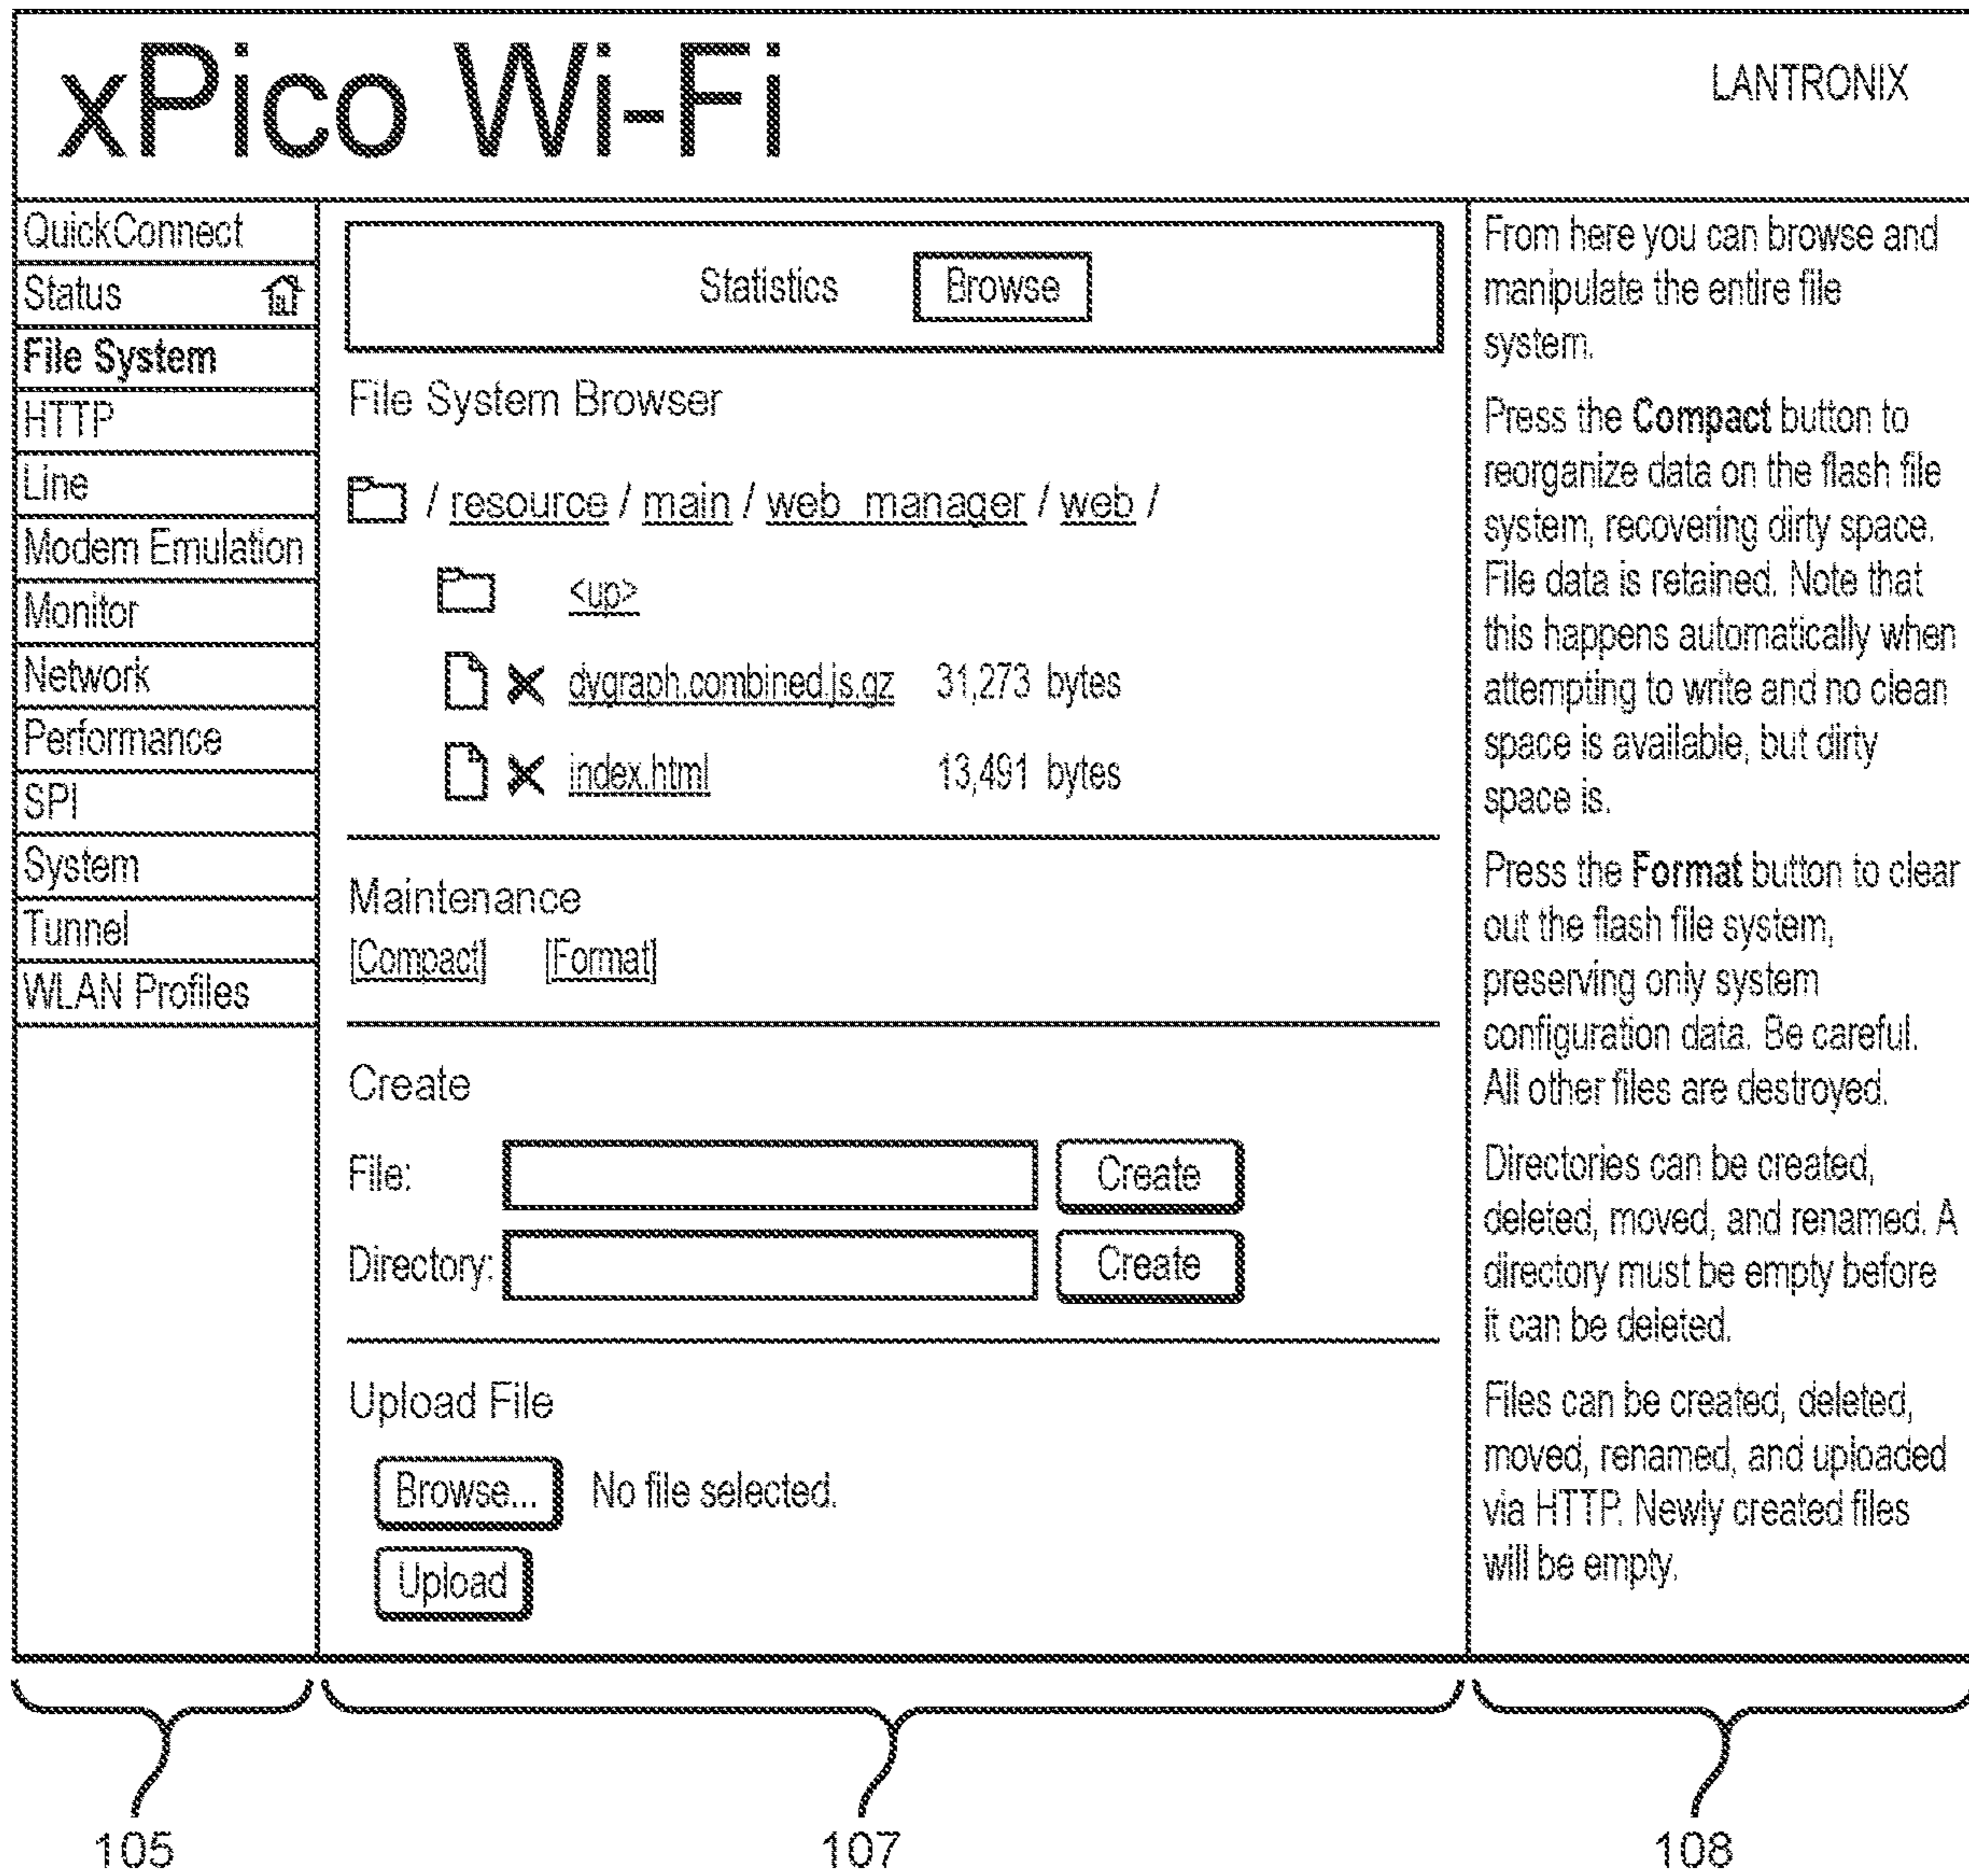 xPico Wi-Fi
LANTRONIX
QuickConnect
Status
File System
HTTP
Line
Modem Emulation
Monitor
Network
Performance
SPI
System
Tunnel
WLAN Profiles
Statistics Browse
File System Browser
/ resource / main / web_manager / web /
<up>
dygraph.combined.js.gz 31,273 bytes
index.html 13,491 bytes
Maintenance
[Compact] [Format]
Create
File: Create
Directory: Create
Upload File
Browse... No file selected.
Upload
From here you can browse and
manipulate the entire file
system.
Press the Compact button to
reorganize data on the flash file
system, recovering dirty space.
File data is retained. Note that
this happens automatically when
attempting to write and no clean
space is available, but dirty
space is.
Press the Format button to clear
out the flash file system,
preserving only system
configuration data. Be careful.
All other files are destroyed.
Directories can be created,
deleted, moved, and renamed. A
directory must be empty before
it can be deleted.
Files can be created, deleted,
moved, renamed, and uploaded
via HTTP. Newly created files
will be empty.
105
107
108